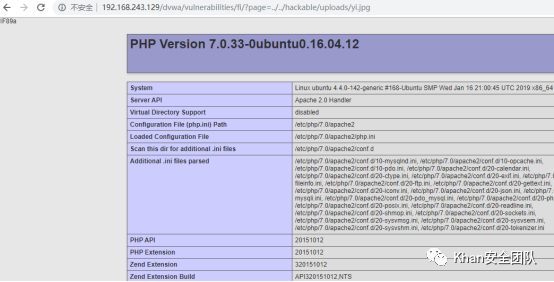 不安全 | 192.168.243.129/dvwa/vulnerabilities/fi/?page=../../hackable/uploads/yi.jpg
IF89a
PHP Version 7.0.33-0ubuntu0.16.04.12
System Linux ubuntu 4.4.0-142-generic #168-Ubuntu SMP Wed Jan 16 21:00:45 UTC 2019 x86_64
Server API Apache 2.0 Handler
Virtual Directory Support disabled
Configuration File (php.ini) Path /etc/php/7.0/apache2
Loaded Configuration File /etc/php/7.0/apache2/php.ini
Scan this dir for additional .ini files /etc/php/7.0/apache2/conf.d
Additional .ini files parsed /etc/php/7.0/apache2/conf.d/10-mysqlnd.ini, /etc/php/7.0/apache2/conf.d/10-opcache.ini,
/etc/php/7.0/apache2/conf.d/10-pdo.ini, /etc/php/7.0/apache2/conf.d/20-calendar.ini,
/etc/php/7.0/apache2/conf.d/20-ctype.ini, /etc/php/7.0/apache2/conf.d/20-exif.ini, /etc/php/7.0
fileinfo.ini, /etc/php/7.0/apache2/conf.d/20-ftp.ini, /etc/php/7.0/apache2/conf.d/20-gettext.ini,
/etc/php/7.0/apache2/conf.d/20-iconv.ini, /etc/php/7.0/apache2/conf.d/20-json.ini, /etc/php/7.0
mysqli.ini, /etc/php/7.0/apache2/conf.d/20-pdo_mysql.ini, /etc/php/7.0/apache2/conf.d/20-ph
/etc/php/7.0/apache2/conf.d/20-posix.ini, /etc/php/7.0/apache2/conf.d/20-readline.ini,
/etc/php/7.0/apache2/conf.d/20-shmop.ini, /etc/php/7.0/apache2/conf.d/20-sockets.ini,
/etc/php/7.0/apache2/conf.d/20-sysvmsg.ini, /etc/php/7.0/apache2/conf.d/20-sysvsem.ini,
/etc/php/7.0/apache2/conf.d/20-sysvshm.ini, /etc/php/7.0/apache2/conf.d/20-tokenizer.ini
PHP API 20151012
PHP Extension 20151012
Zend Extension 320151012
Zend Extension Build API320151012,NTS
Khan安全团队